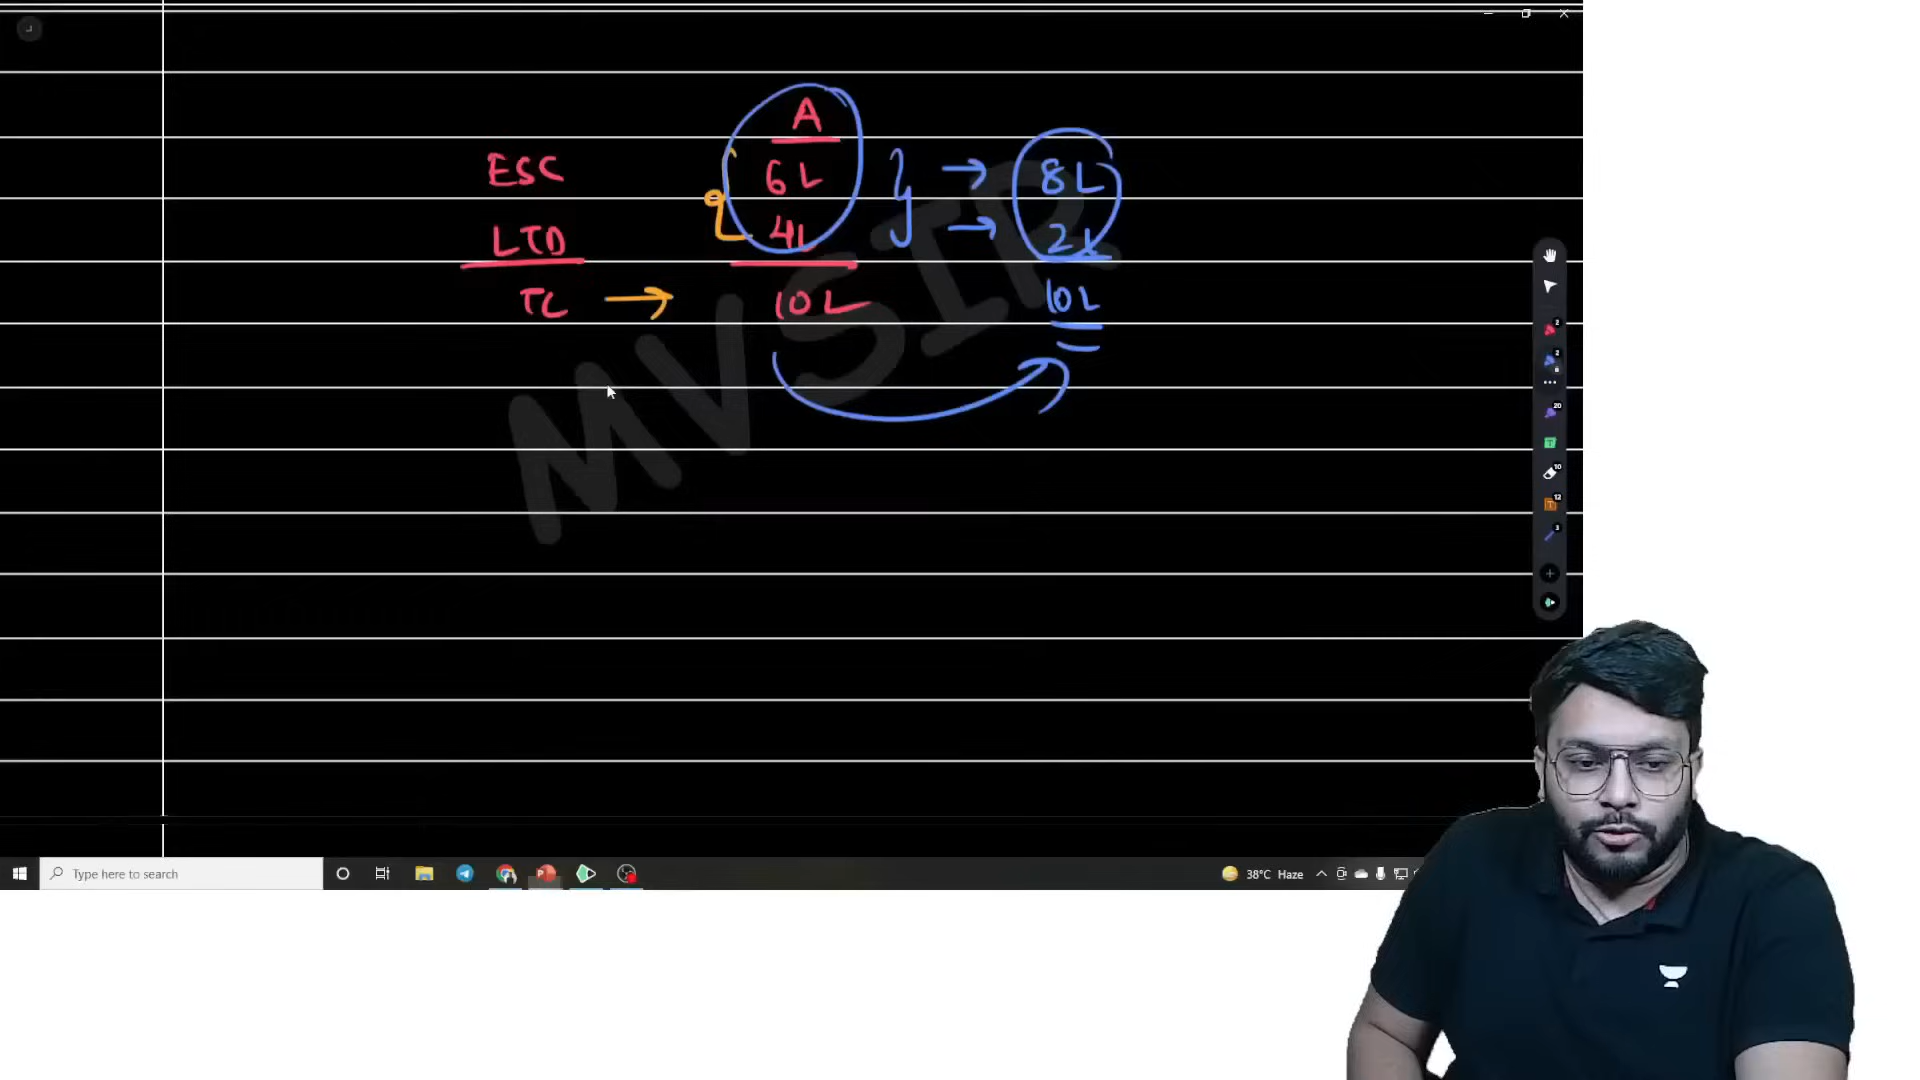 A
ESC 6L → 8L
LTD 4L → 2L
TC → 10L 10L
MVSIR
Type here to search
38°C Haze